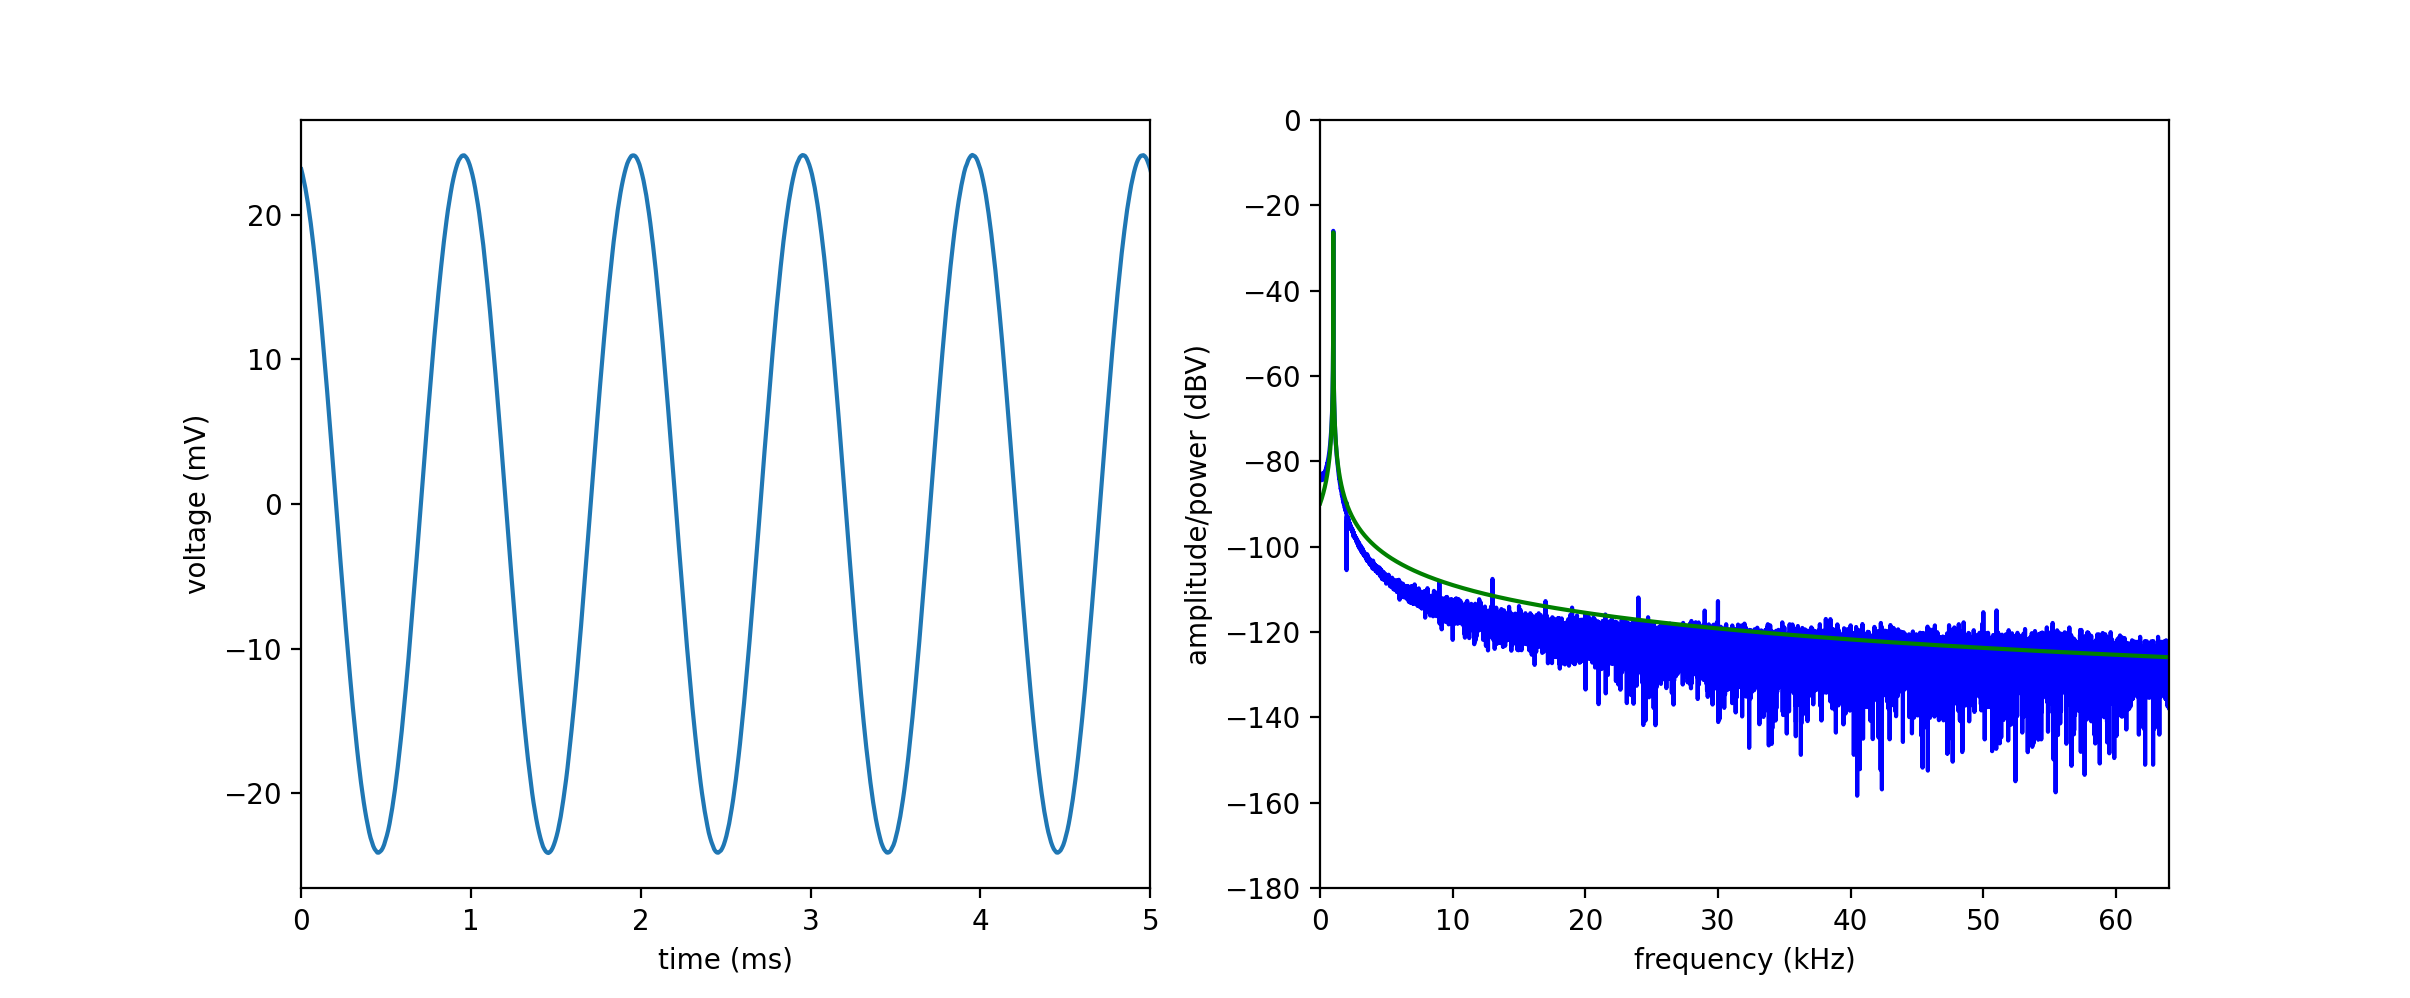 voltage (mV)
20
10
0
−10
−20
0 1 2 3 4 5
time (ms)
amplitude/power (dBV)
0
−20
−40
−60
−80
−100
−120
−140
−160
−180
0 10 20 30 40 50 60
frequency (kHz)